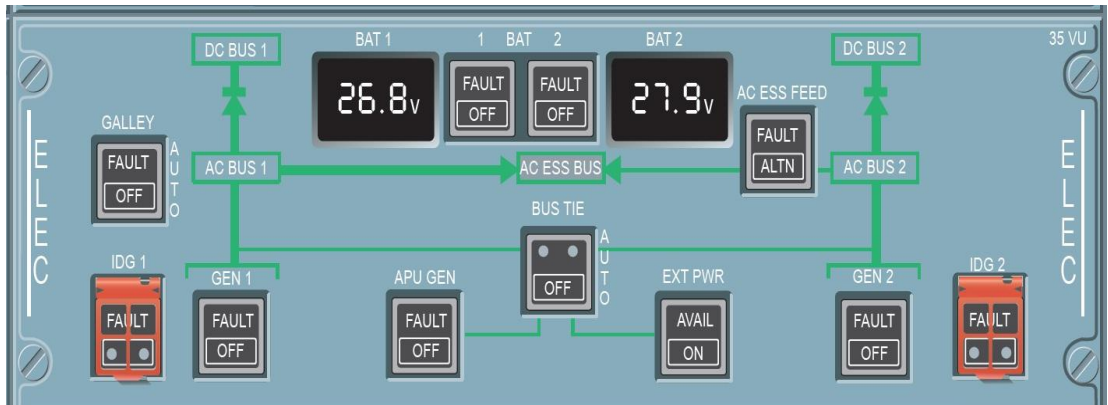 35 VU
BAT 1
1 BAT 2
BAT 2
DC BUS 1
DC BUS 2
26.8v
FAULT
OFF
FAULT
OFF
27.9v
AC ESS FEED
FAULT
ALTN
GALLEY
FAULT
OFF
AUTO
AC BUS 1
AC ESS BUS
AC BUS 2
ELEC
ELEC
BUS TIE
OFF
AUTO
IDG 1
FAULT
GEN 1
FAULT
OFF
APU GEN
FAULT
OFF
EXT PWR
AVAIL
ON
GEN 2
FAULT
OFF
IDG 2
FAULT